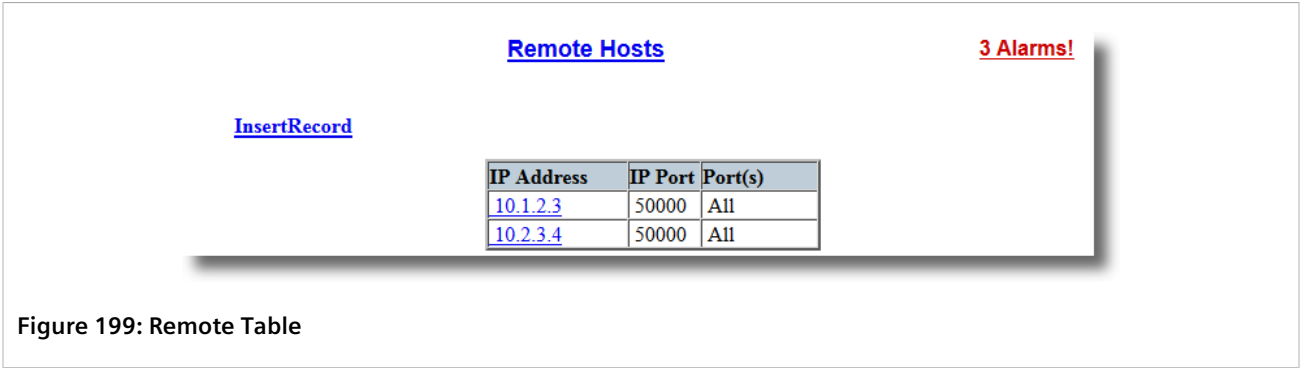 Remote Hosts 3 Alarms!
InsertRecord
IP Address IP Port Port(s)
10.1.2.3 50000 All
10.2.3.4 50000 All
Figure 199: Remote Table